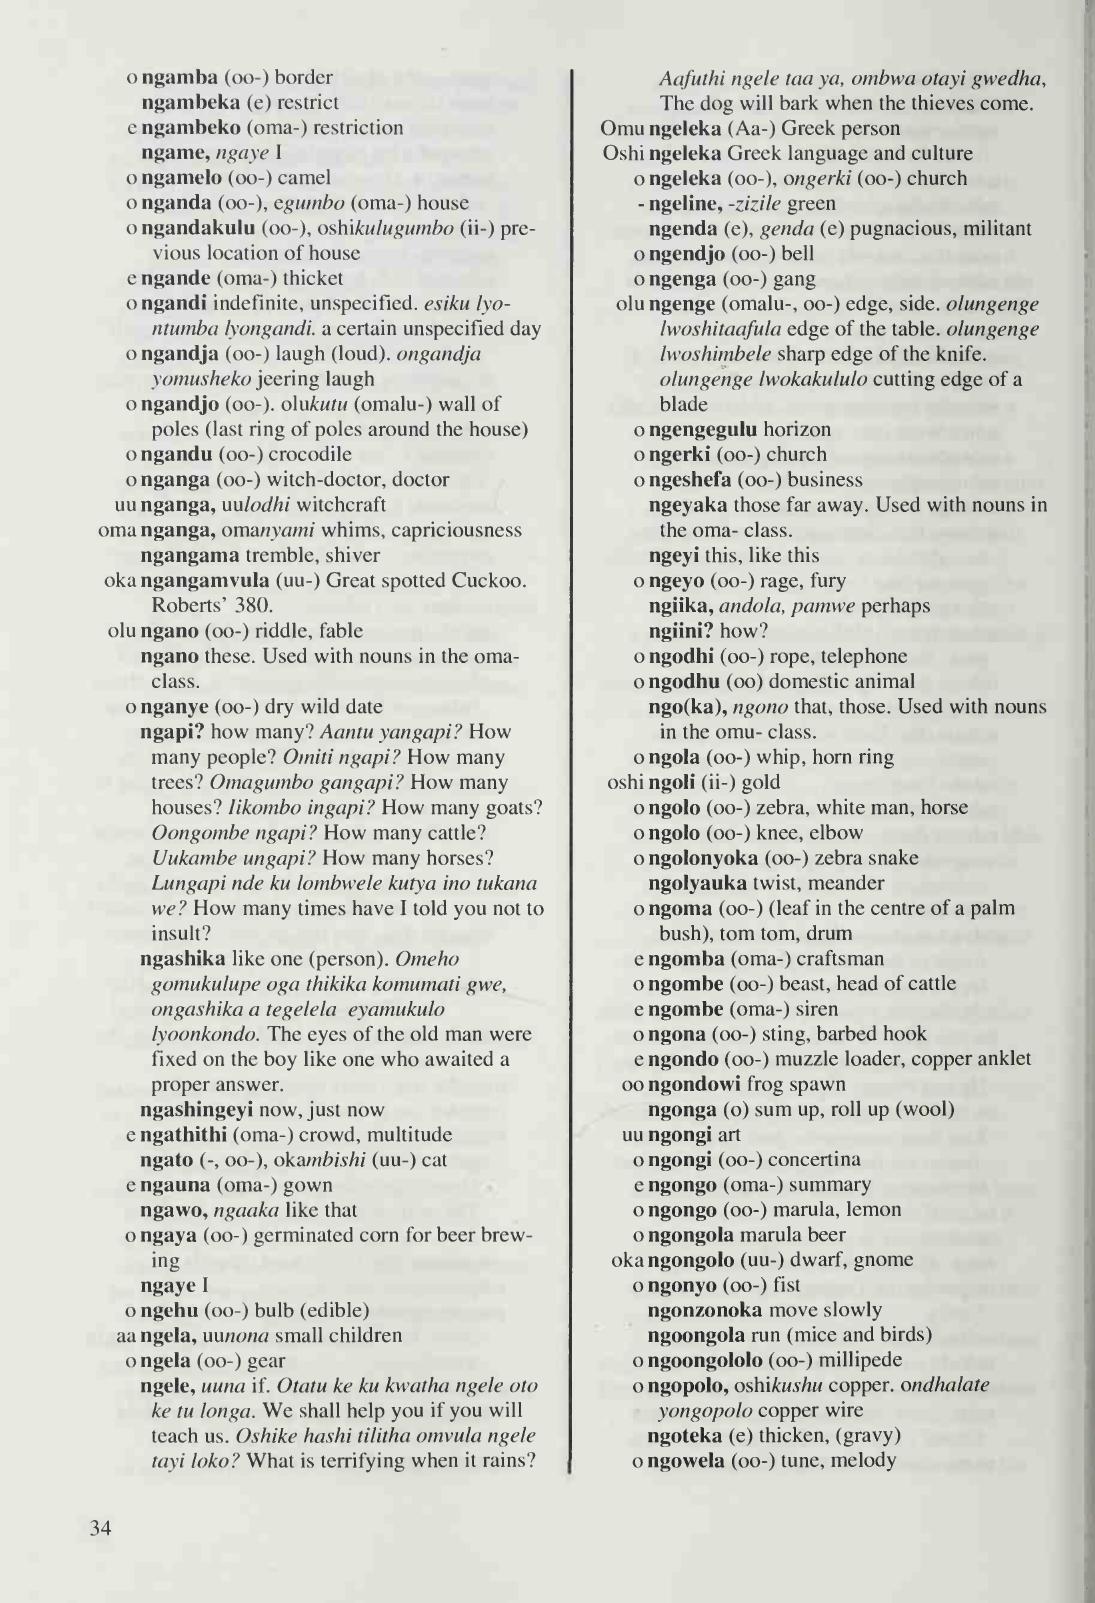 o ngamba (oo-) border
ngambeka (e) restrict
e ngambeko (oma-) restriction
ngame, ngaye I
o ngamelo (oo-) camel
o nganda (oo-), egumbo (oma-) house
o ngandakulu (oo-), oshikulugumbo (ii-) pre-
vious location of house
e ngande (oma-) thicket
o ngandi indefinite, unspecified. esiku lyo-
ntumba lyongandi. a certain unspecified day
o ngandja (oo-) laugh (loud). ongandja
yomusheko jeering laugh
o ngandjo (oo-). olukutu (omalu-) wall of
poles (last ring of poles around the house)
o ngandu (oo-) crocodile
o nganga (oo-) witch-doctor, doctor
uu nganga, uulodhi witchcraft
oma nganga, omanyami whims, capriciousness
ngangama tremble, shiver
oka ngangamvula (uu-) Great spotted Cuckoo.
Roberts' 380.
olu ngano (oo-) riddle, fable
ngano these. Used with nouns in the oma-
class.
o nganye (oo-) dry wild date
ngapi? how many? Aantu yangapi? How
many people? Omiti ngapi? How many
trees? Omagumbo gangapi? How many
houses? Iikombo ingapi? How many goats?
Oongombe ngapi? How many cattle?
Uukambe ungapi? How many horses?
Lungapi nde ku lombwele kutya ino tukana
we? How many times have I told you not to
insult?
ngashika like one (person). Omeho
gomukulupe oga thikika komumati gwe,
ongashika a tegelela eyamukulo
lyoonkondo. The eyes of the old man were
fixed on the boy like one who awaited a
proper answer.
ngashingeyi now, just now
e ngathithi (oma-) crowd, multitude
ngato (-, oo-), okambishi (uu-) cat
e ngauna (oma-) gown
ngawo, ngaaka like that
o ngaya (oo-) germinated corn for beer brew-
ing
ngaye I
o ngehu (oo-) bulb (edible)
aa ngela, uunona small children
o ngela (oo-) gear
ngele, uuna if. Otatu ke ku kwatha ngele oto
ke tu longa. We shall help you if you will
teach us. Oshike hashi tilitha omvula ngele
tayi loko? What is terrifying when it rains?
34
Aafuthi ngele taa ya, ombwa otayi gwedha,
The dog will bark when the thieves come.
Omu ngeleka (Aa-) Greek person
Oshi ngeleka Greek language and culture
o ngeleka (oo-), ongerki (oo-) church
- ngeline, -zizile green
ngenda (e), genda (e) pugnacious, militant
o ngendjo (oo-) bell
o ngenga (oo-) gang
olu ngenge (omalu-, oo-) edge, side. olungenge
lwoshitaafula edge of the table. olungenge
lwoshimbele sharp edge of the knife.
olungenge lwokakululo cutting edge of a
blade
o ngengegulu horizon
o ngerki (oo-) church
o ngeshefa (oo-) business
ngeyaka those far away. Used with nouns in
the oma- class.
ngeyi this, like this
o ngeyo (oo-) rage, fury
ngiika, andola, pamwe perhaps
ngiini? how?
o ngodhi (oo-) rope, telephone
o ngodhu (oo) domestic animal
ngo(ka), ngono that, those. Used with nouns
in the omu- class.
o ngola (oo-) whip, horn ring
oshi ngoli (ii-) gold
o ngolo (oo-) zebra, white man, horse
o ngolo (oo-) knee, elbow
o ngolonyoka (oo-) zebra snake
ngolyauka twist, meander
o ngoma (oo-) (leaf in the centre of a palm
bush), tom tom, drum
e ngomba (oma-) craftsman
o ngombe (oo-) beast, head of cattle
e ngombe (oma-) siren
o ngona (oo-) sting, barbed hook
e ngondo (oo-) muzzle loader, copper anklet
oo ngondowi frog spawn
ngonga (o) sum up, roll up (wool)
uu ngongi art
o ngongi (oo-) concertina
e ngongo (oma-) summary
o ngongo (oo-) marula, lemon
o ngongola marula beer
oka ngongolo (uu-) dwarf, gnome
o ngonyo (oo-) fist
ngonzonoka move slowly
ngoongola run (mice and birds)
o ngoongololo (oo-) millipede
o ngopolo, oshikushu copper. ondhalate
yongopolo copper wire
ngoteka (e) thicken, (gravy)
o ngowela (oo-) tune, melody